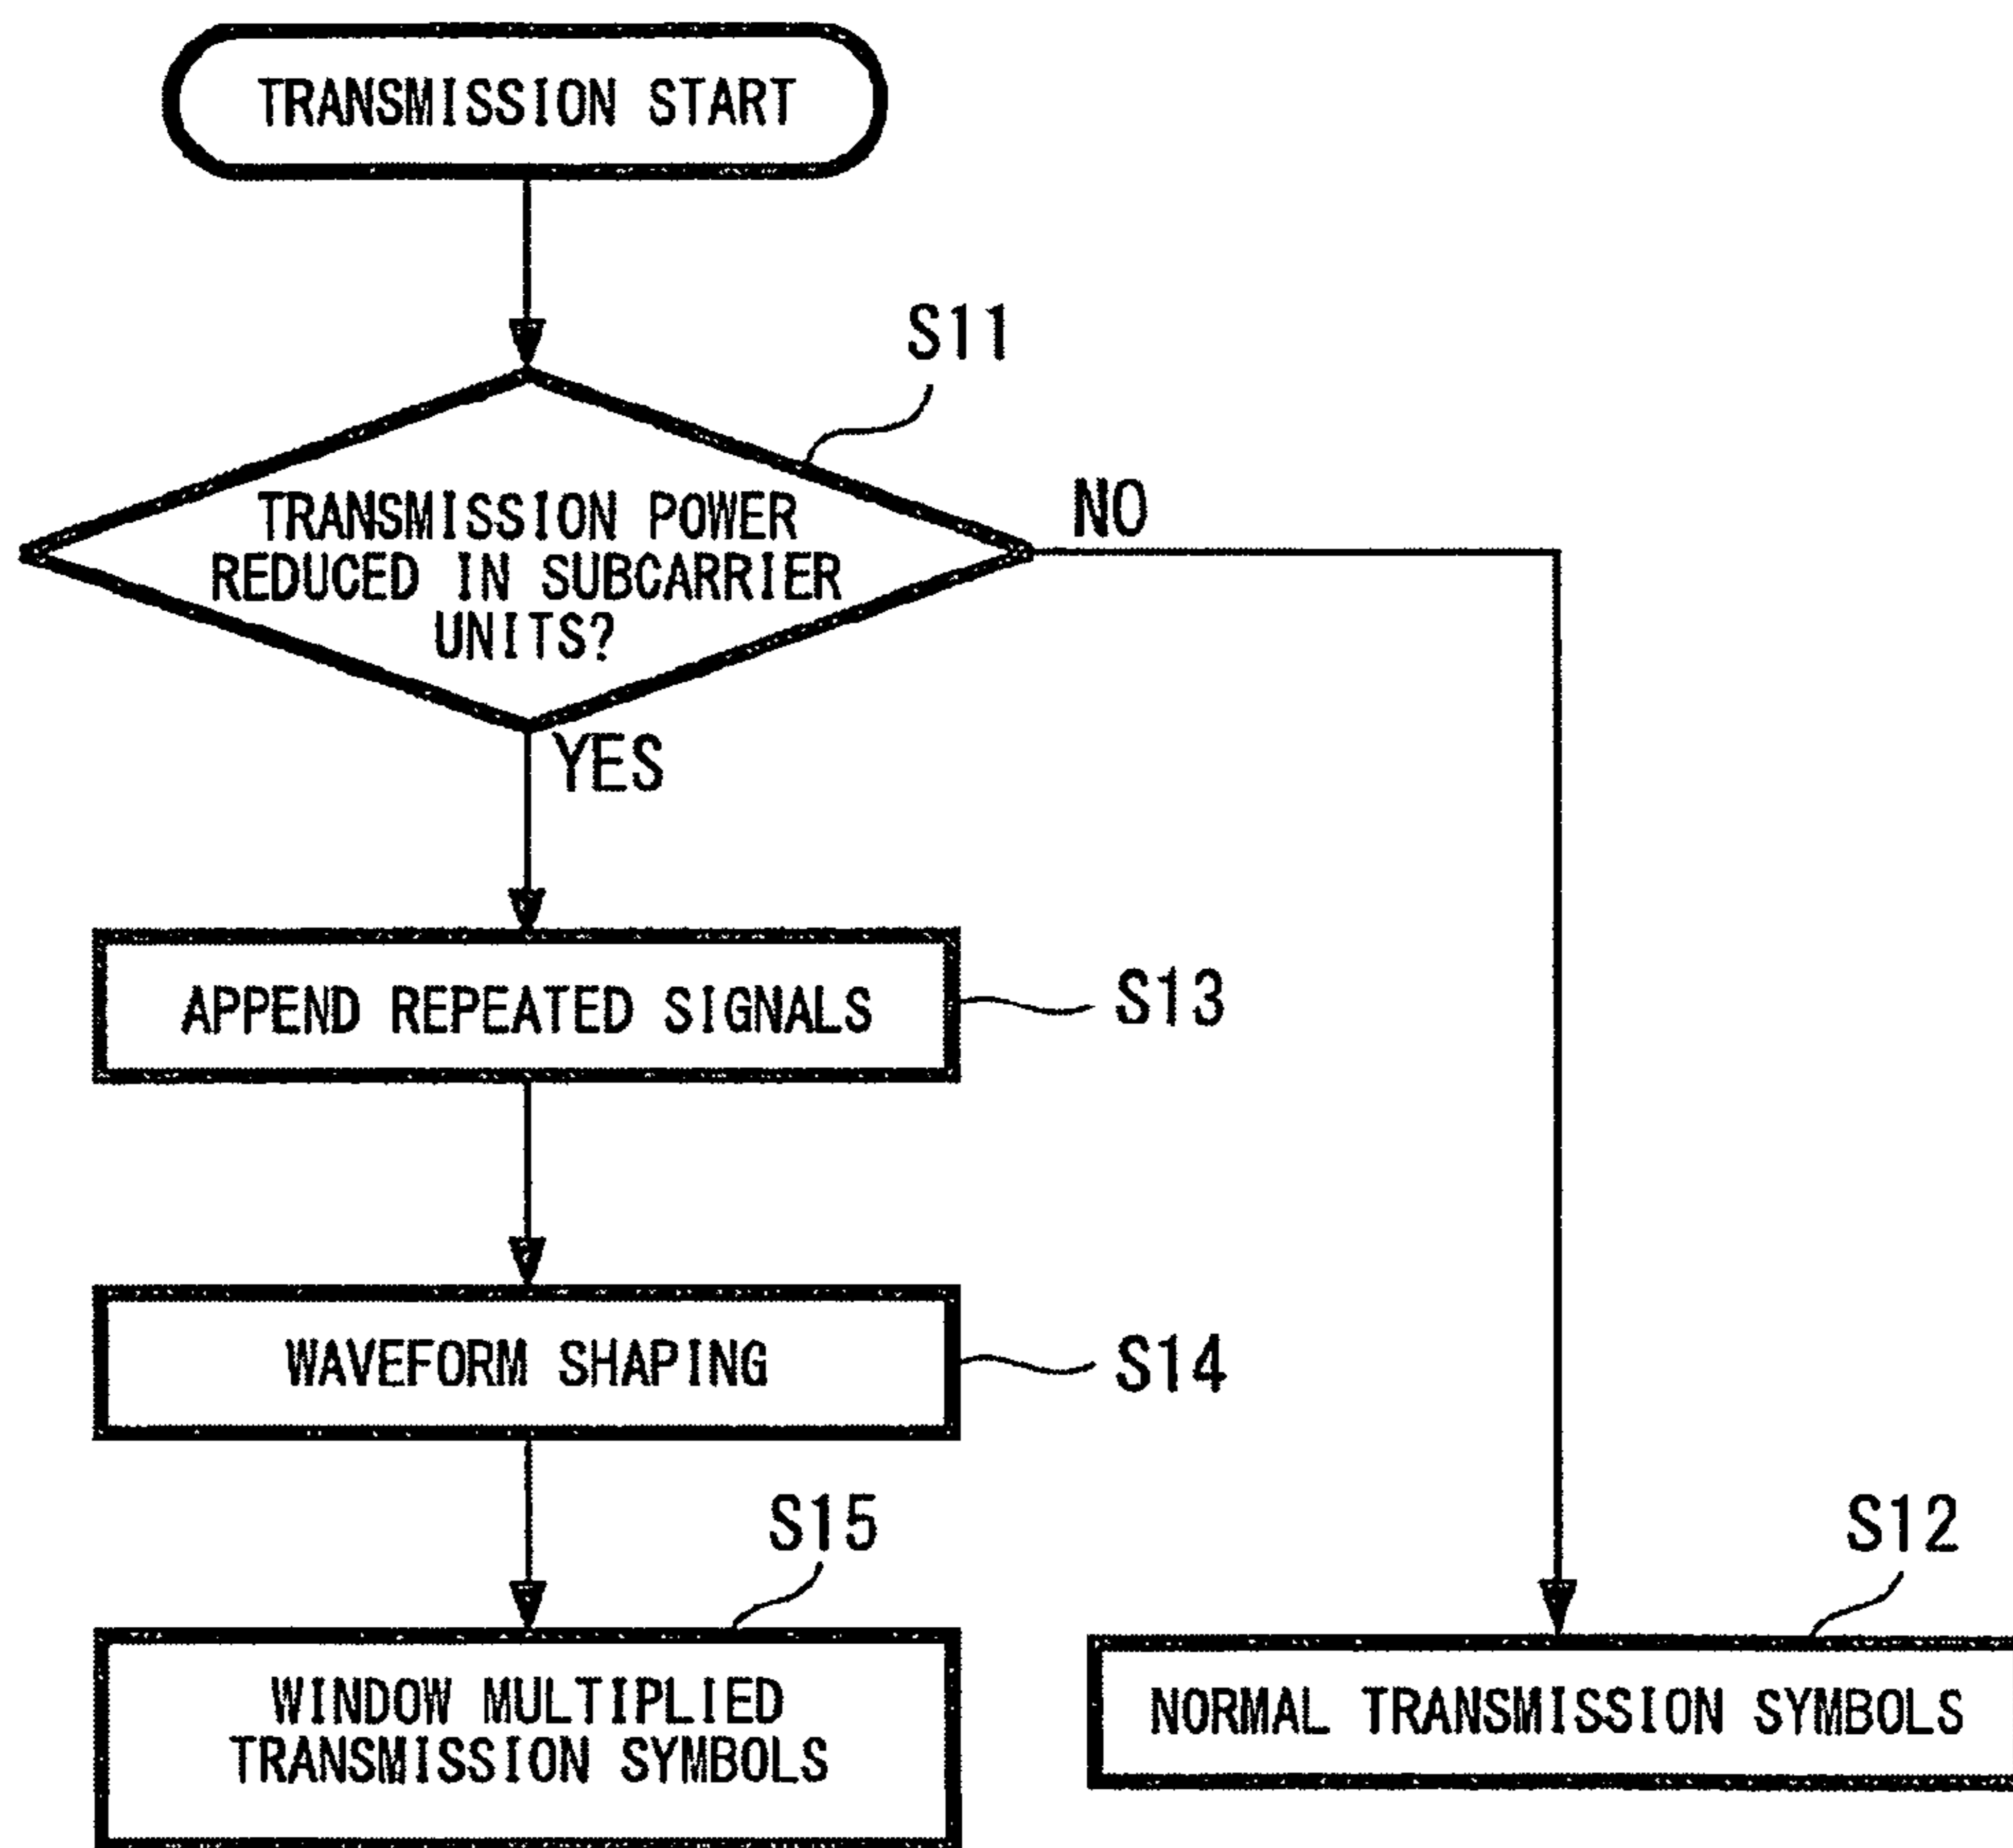 TRANSMISSION START
S11
TRANSMISSION POWER
REDUCED IN SUBCARRIER
UNITS?
NO
YES
APPEND REPEATED SIGNALS
S13
WAVEFORM SHAPING
S14
S15
WINDOW MULTIPLIED
TRANSMISSION SYMBOLS
S12
NORMAL TRANSMISSION SYMBOLS